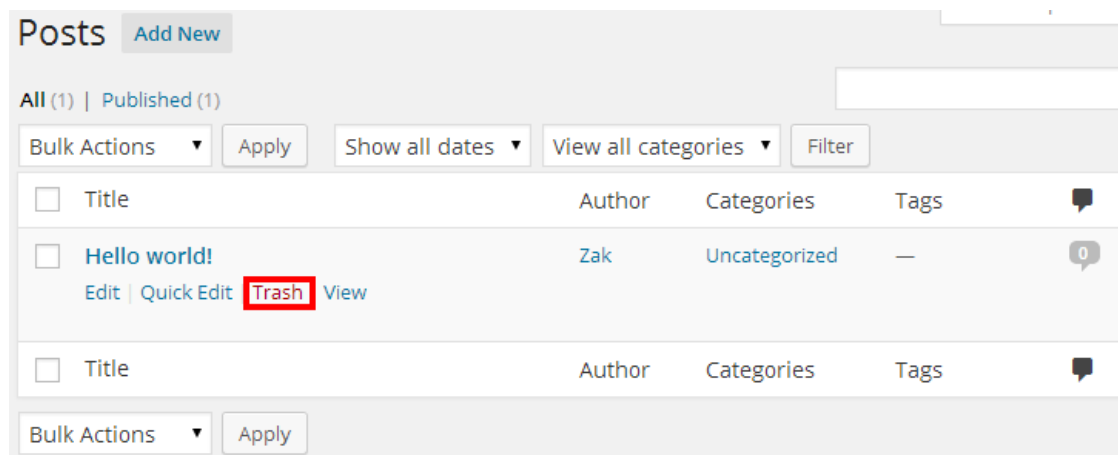 Posts Add New
All (1) | Published (1)
Bulk Actions Apply Show all dates View all categories Filter
Title Author Categories Tags
Hello world! Zak Uncategorized — 0
Edit | Quick Edit | Trash | View
Title Author Categories Tags
Bulk Actions Apply